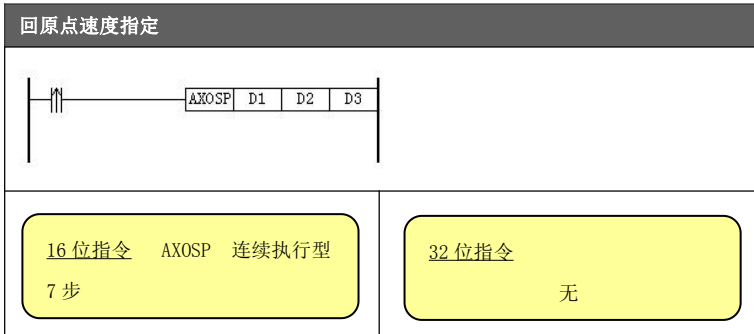 回原点速度指定
AXOSP D1 D2 D3
16 位指令 AXOSP 连续执行型
7 步
32 位指令
无